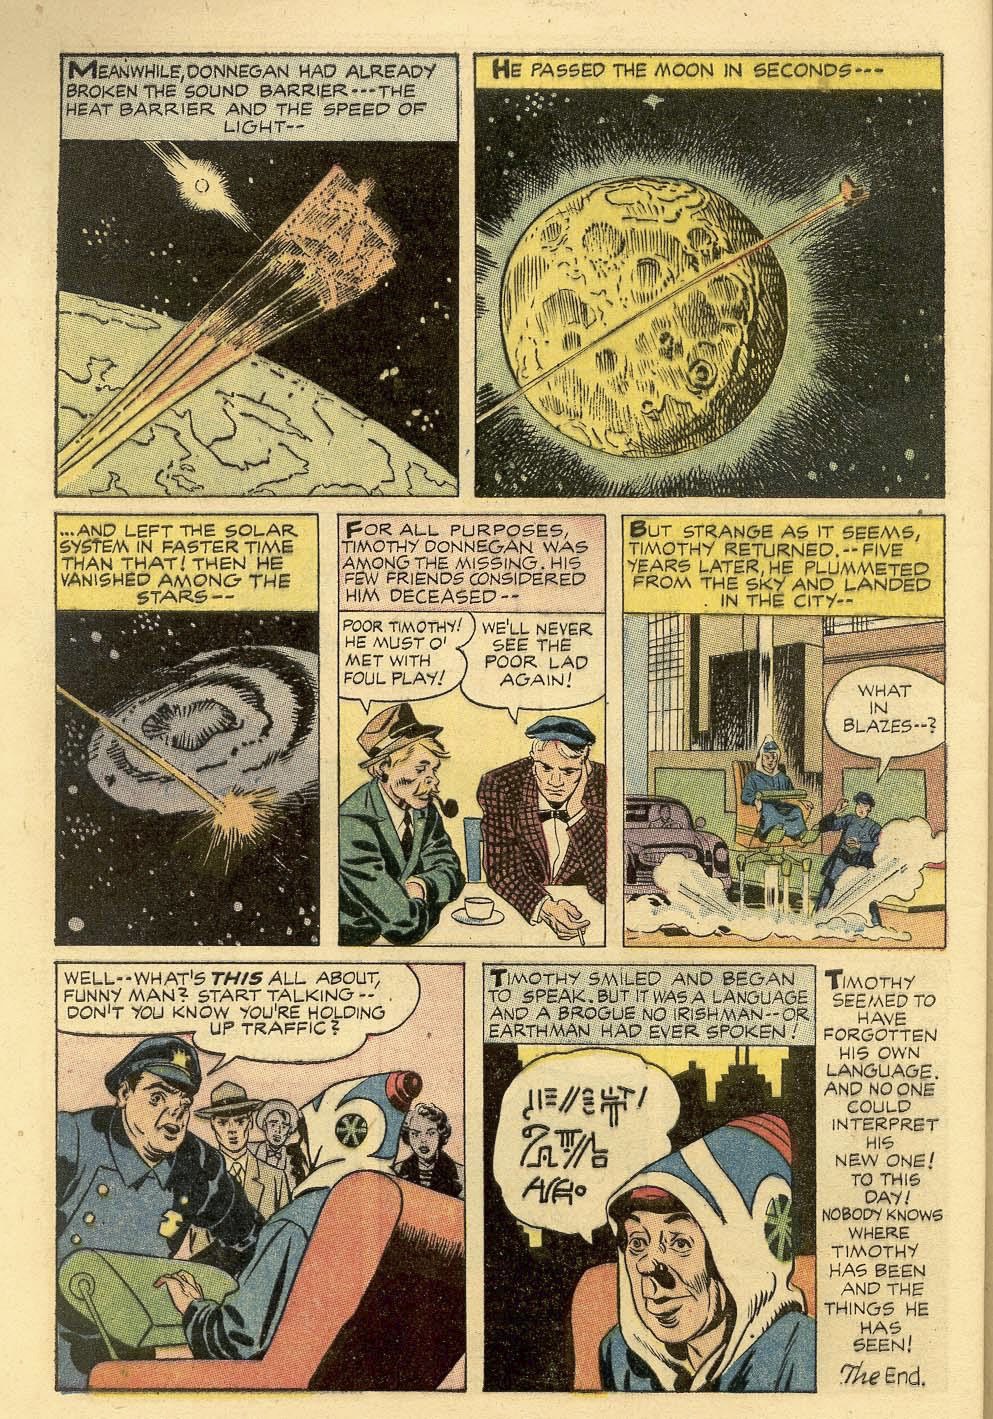 MEANWHILE, DONNEGAN HAD ALREADY
BROKEN THE SOUND BARRIER---THE
HEAT BARRIER AND THE SPEED OF
LIGHT--
HE PASSED THE MOON IN SECONDS---
...AND LEFT THE SOLAR
SYSTEM IN FASTER TIME
THAN THAT! THEN HE
VANISHED AMONG THE
STARS--
FOR ALL PURPOSES,
TIMOTHY DONNEGAN WAS
AMONG THE MISSING. HIS
FEW FRIENDS CONSIDERED
HIM DECEASED--
POOR TIMOTHY!
HE MUST O'
MET WITH
FOUL PLAY!
WE'LL NEVER
SEE THE
POOR LAD
AGAIN!
BUT STRANGE AS IT SEEMS,
TIMOTHY RETURNED.--FIVE
YEARS LATER, HE PLUMMETED
FROM THE SKY AND LANDED
IN THE CITY--
WHAT
IN
BLAZES--?
WELL--WHAT'S THIS ALL ABOUT,
FUNNY MAN? START TALKING--
DON'T YOU KNOW YOU'RE HOLDING
UP TRAFFIC?
TIMOTHY SMILED AND BEGAN
TO SPEAK. BUT IT WAS A LANGUAGE
AND A BROGUE NO IRISHMAN--OR
EARTHMAN HAD EVER SPOKEN!
TIMOTHY
SEEMED TO
HAVE
FORGOTTEN
HIS OWN
LANGUAGE.
AND NO ONE
COULD
INTERPRET
HIS
NEW ONE!
TO THIS
DAY!
NOBODY KNOWS
WHERE
TIMOTHY
HAS BEEN
AND THE
THINGS HE
HAS
SEEN!
The End.